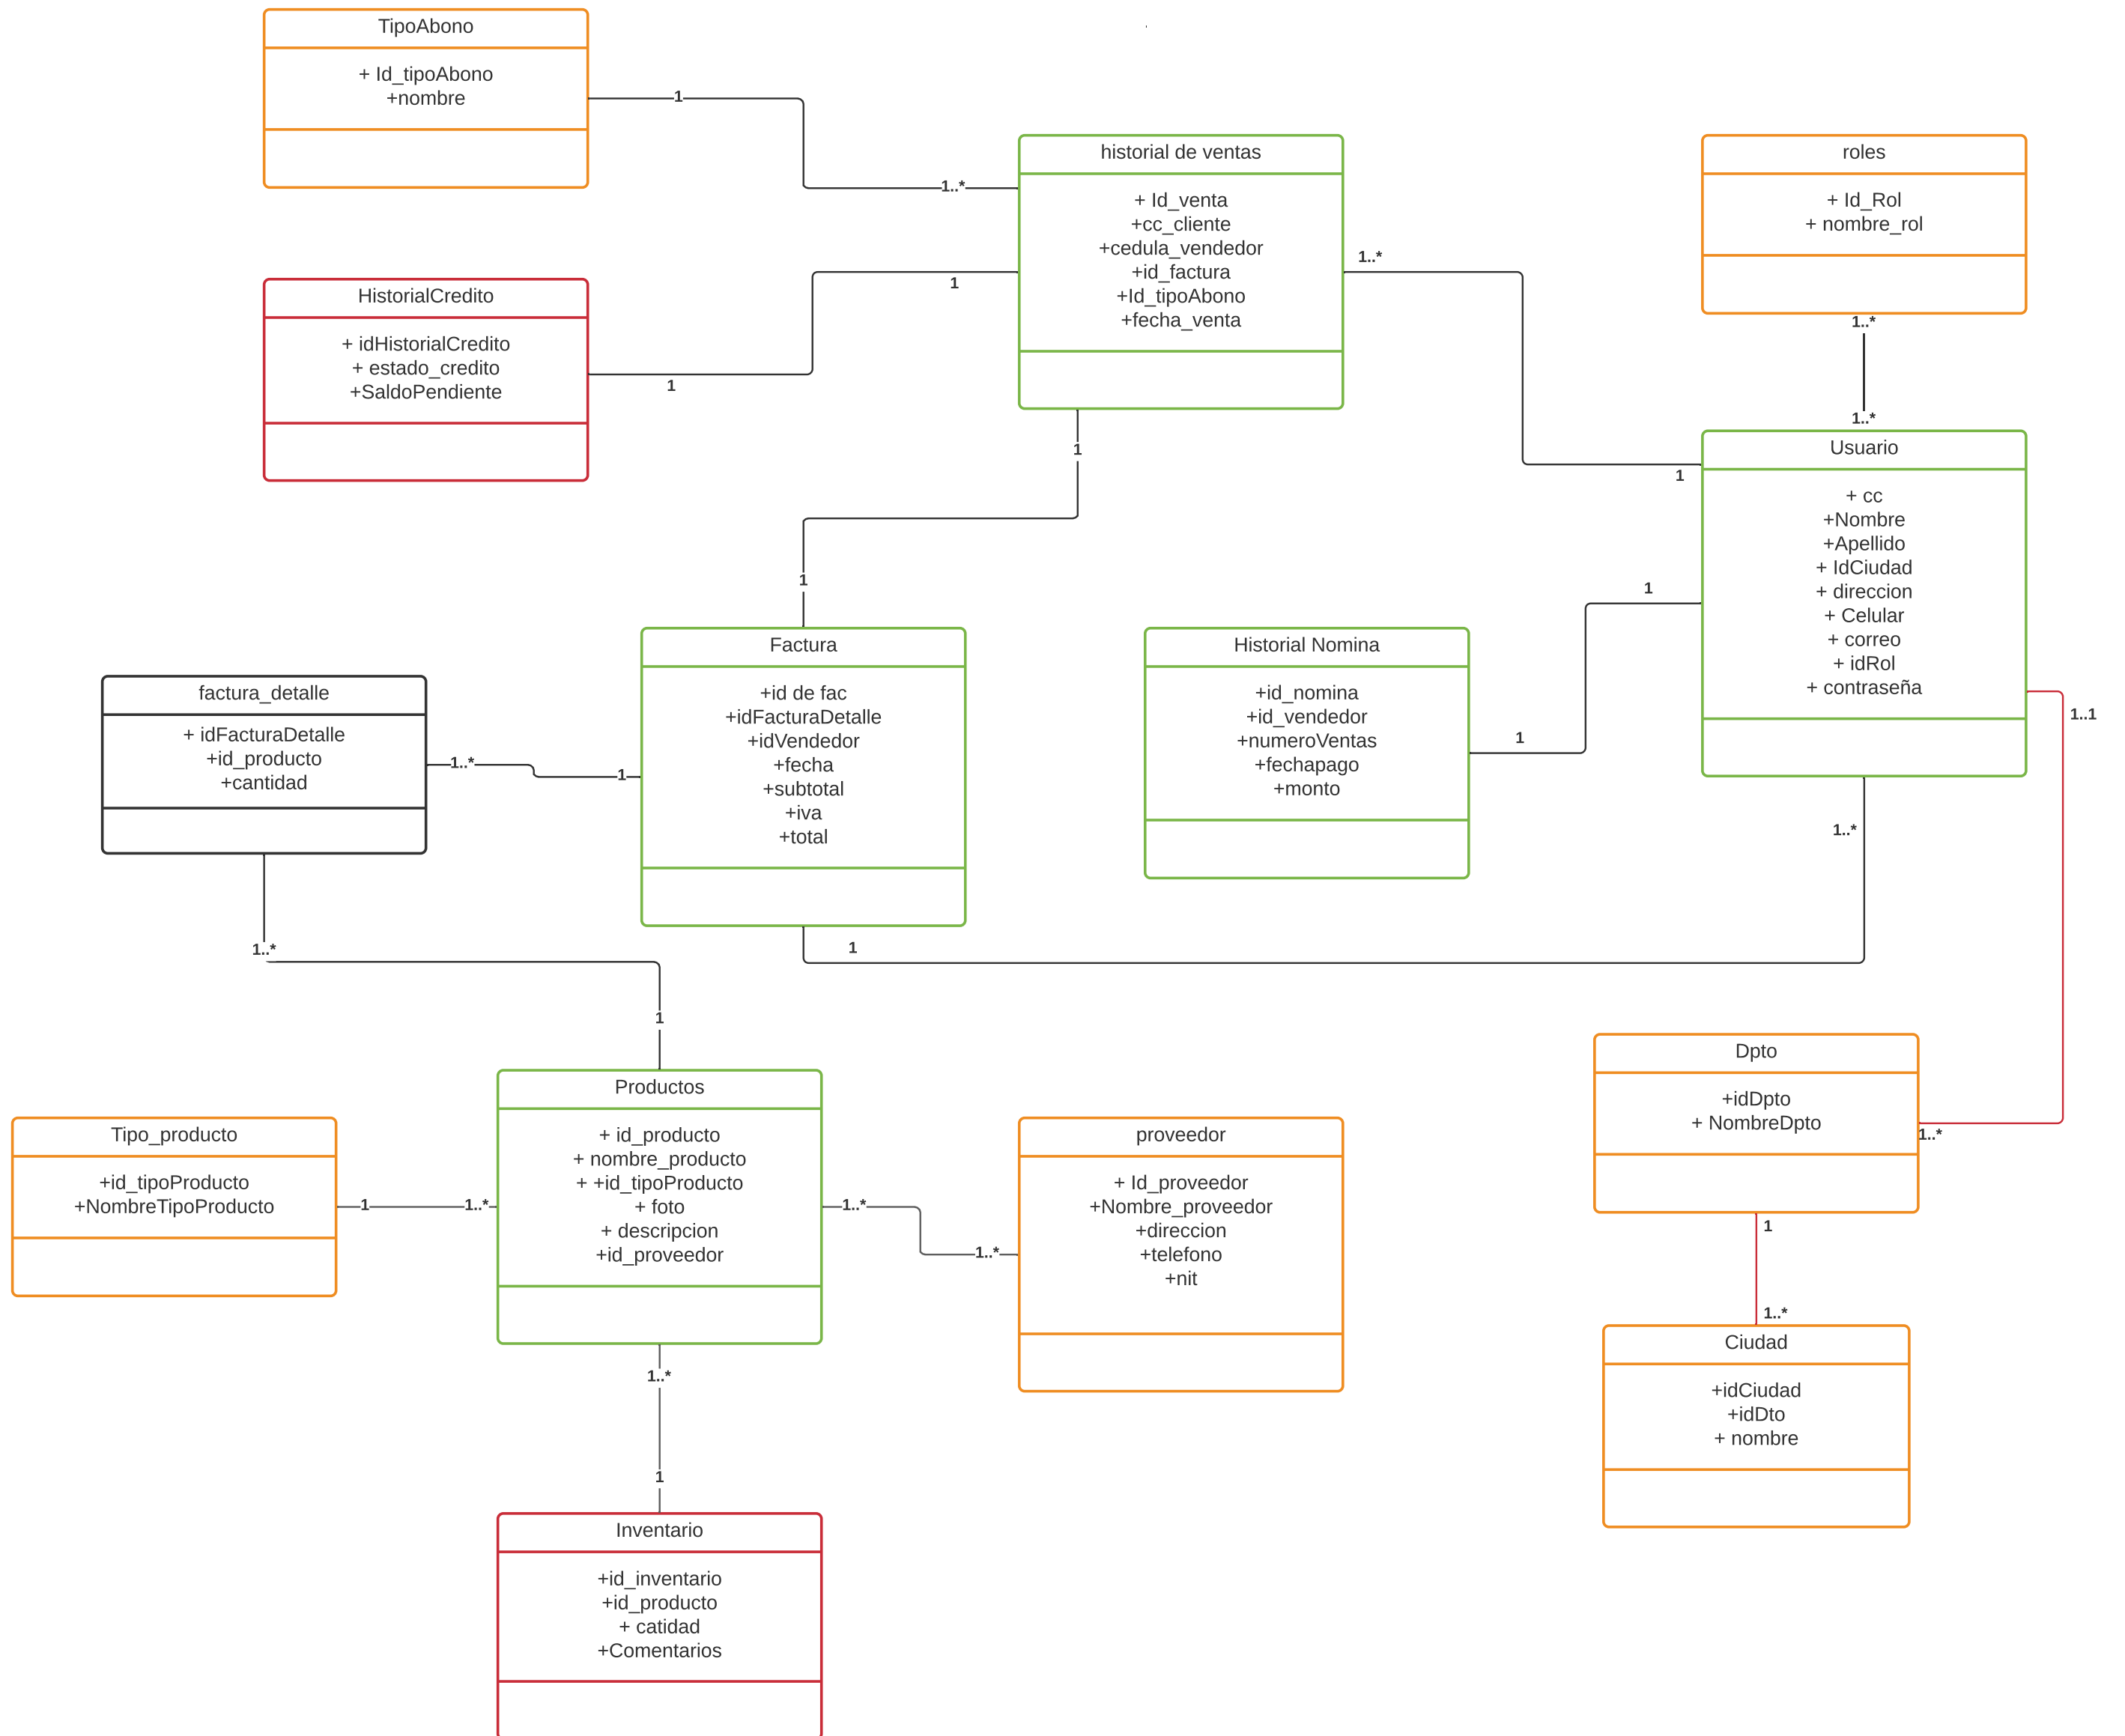 TipoAbono
+ Id_tipoAbono
+nombre
1
1..*
historial de ventas
+ Id_venta
+cc_cliente
+cedula_vendedor
+id_factura
+Id_tipoAbono
+fecha_venta
roles
+ Id_Rol
+ nombre_rol
1..*
1..*
HistorialCredito
+ idHistorialCredito
+ estado_credito
+SaldoPendiente
1
1
1..*
1
Usuario
+ cc
+Nombre
+Apellido
+ IdCiudad
+ direccion
+ Celular
+ correo
+ idRol
+ contraseña
1
1
Factura
+id de fac
+idFacturaDetalle
+idVendedor
+fecha
+subtotal
+iva
+total
Historial Nomina
+id_nomina
+id_vendedor
+numeroVentas
+fechapago
+monto
1
1
1..1
factura_detalle
+ idFacturaDetalle
+id_producto
+cantidad
1..*
1
1..*
1
1..*
1
Productos
+ id_producto
+ nombre_producto
+ +id_tipoProducto
+ foto
+ descripcion
+id_proveedor
Tipo_producto
+id_tipoProducto
+NombreTipoProducto
1
1..*
1..*
1..*
proveedor
+ Id_proveedor
+Nombre_proveedor
+direccion
+telefono
+nit
Dpto
+idDpto
+ NombreDpto
1..*
1
1..*
Ciudad
+idCiudad
+idDto
+ nombre
1..*
1
Inventario
+id_inventario
+id_producto
+ catidad
+Comentarios